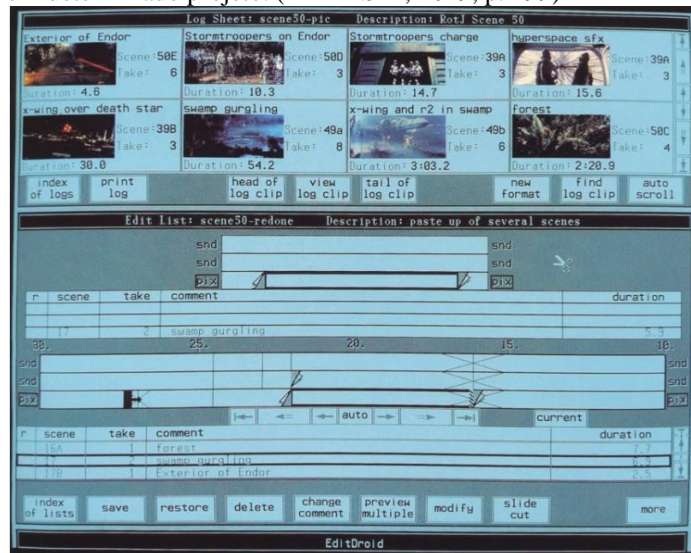 Log Sheet: scene50-pic Description: RotJ Scene 50
Exterior of Endor
Scene: 50E
Take: 6
Duration: 4.6
Stormtroopers on Endor
Scene: 50D
Take: 3
Duration: 10.3
Stormtroopers charge
Scene: 39A
Take: 3
Duration: 14.7
hyperspace sfx
Scene: 39A
Take: 3
Duration: 15.6
x-wing over death star
Scene: 39B
Take: 3
Duration: 30.0
swamp gurgling
Scene: 49a
Take: 8
Duration: 54.2
x-wing and r2 in swamp
Scene: 49b
Take: 6
Duration: 3:03.2
forest
Scene: 50C
Take: 4
Duration: 2:20.9
index of logs
print log
head of log clip
view log clip
tail of log clip
new format
find log clip
auto scroll
Edit List: scene50-redone Description: paste up of several scenes
snd snd
snd snd
pix pix
r scene take comment duration
17 2 swamp gurgling 5.9
30. 25. 20. 15. 10.
snd snd
snd snd
pix pix
auto current
r scene take comment duration
16A 1 forest 7.7
2 swamp gurgling
17B 1 Exterior of Endor 2.5
index of lists
save
restore
delete
change comment
preview multiple
modify
slide cut
more
EditDroid